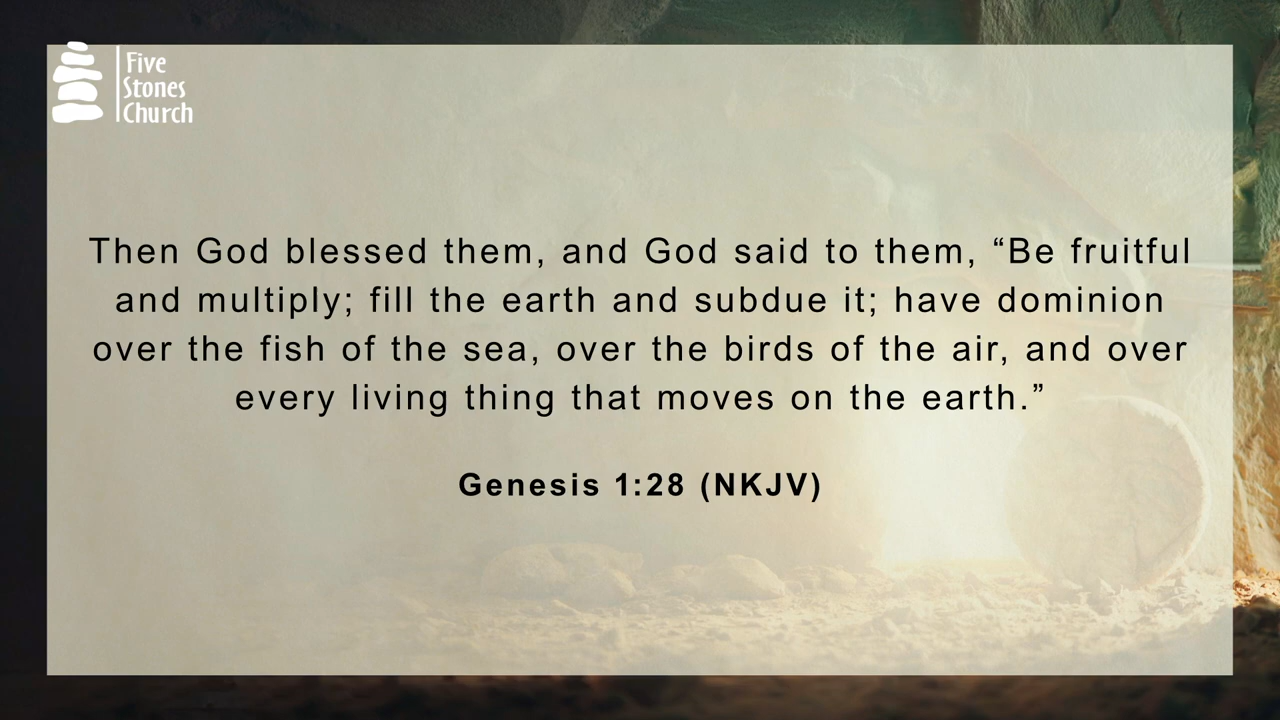 Five
Stones
Church
Then God blessed them, and God said to them, “Be fruitful
and multiply; fill the earth and subdue it; have dominion
over the fish of the sea, over the birds of the air, and over
every living thing that moves on the earth.”
Genesis 1:28 (NKJV)